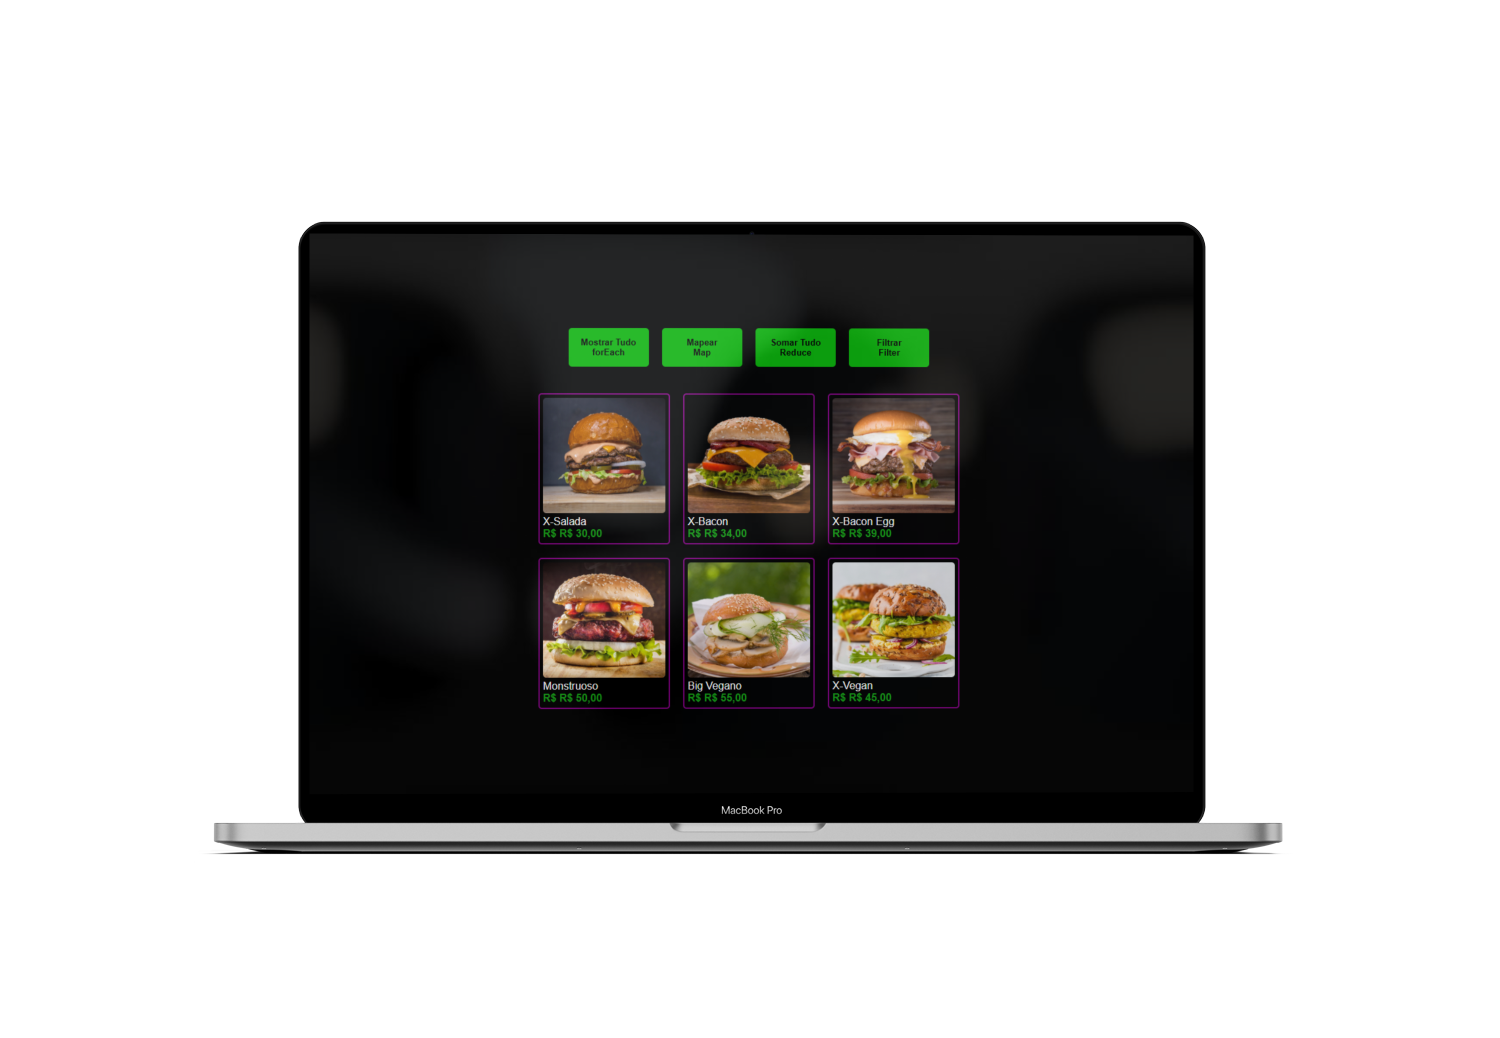 Mostrar Tudo
forEach
Mapear
Map
Somar Tudo
Reduce
Filtrar
Filter
X-Salada
R$ R$ 30,00
X-Bacon
R$ R$ 34,00
X-Bacon Egg
R$ R$ 39,00
Monstruoso
R$ R$ 50,00
Big Vegano
R$ R$ 55,00
X-Vegan
R$ R$ 45,00
MacBook Pro